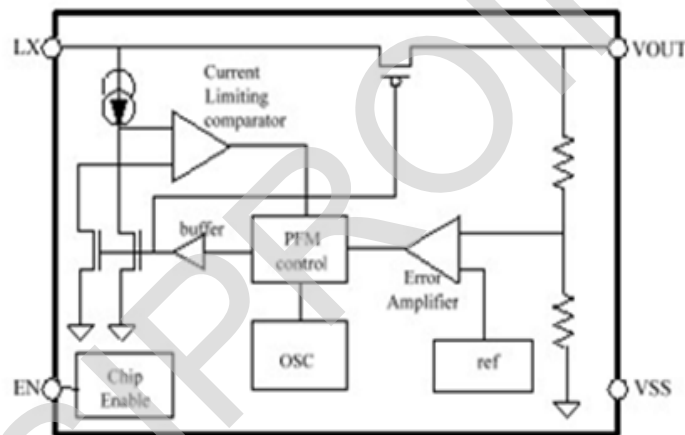 LX
VOUT
Current
Limiting
comparator
buffer
PFM
control
Error
Amplifier
OSC
ref
EN
Chip
Enable
VSS